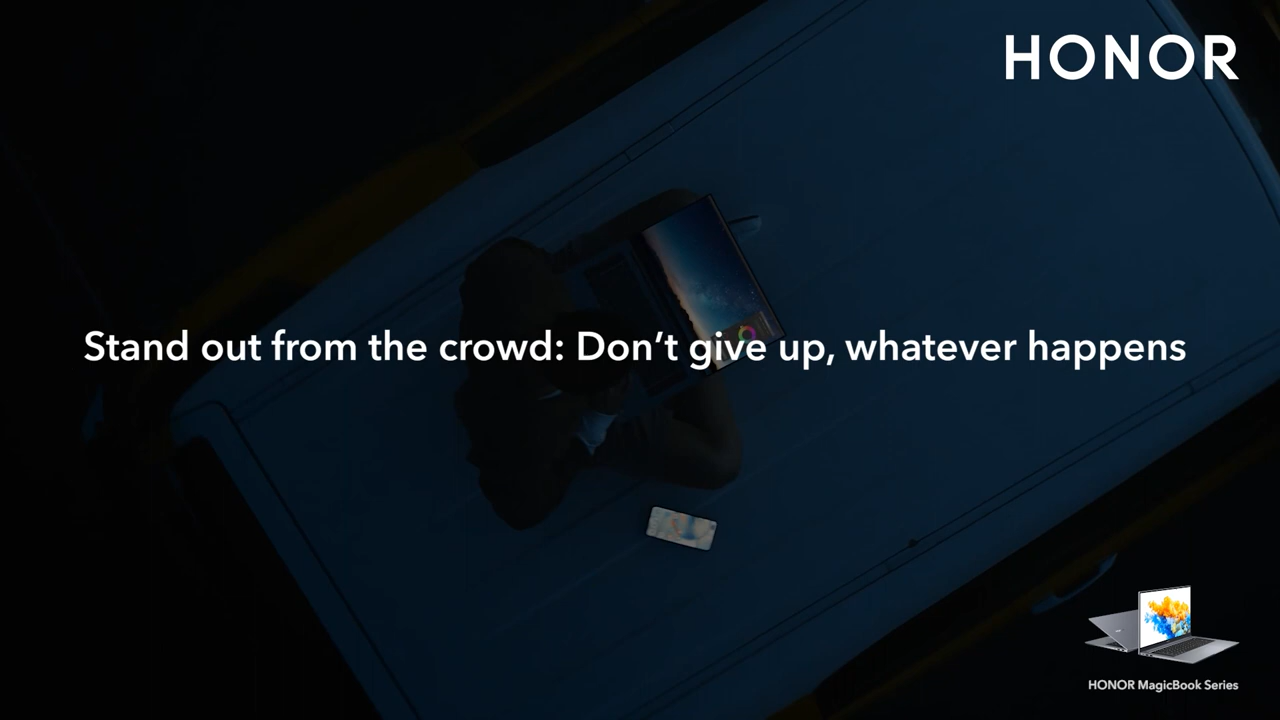 HONOR
Stand out from the crowd: Don’t give up, whatever happens
HONOR MagicBook Series